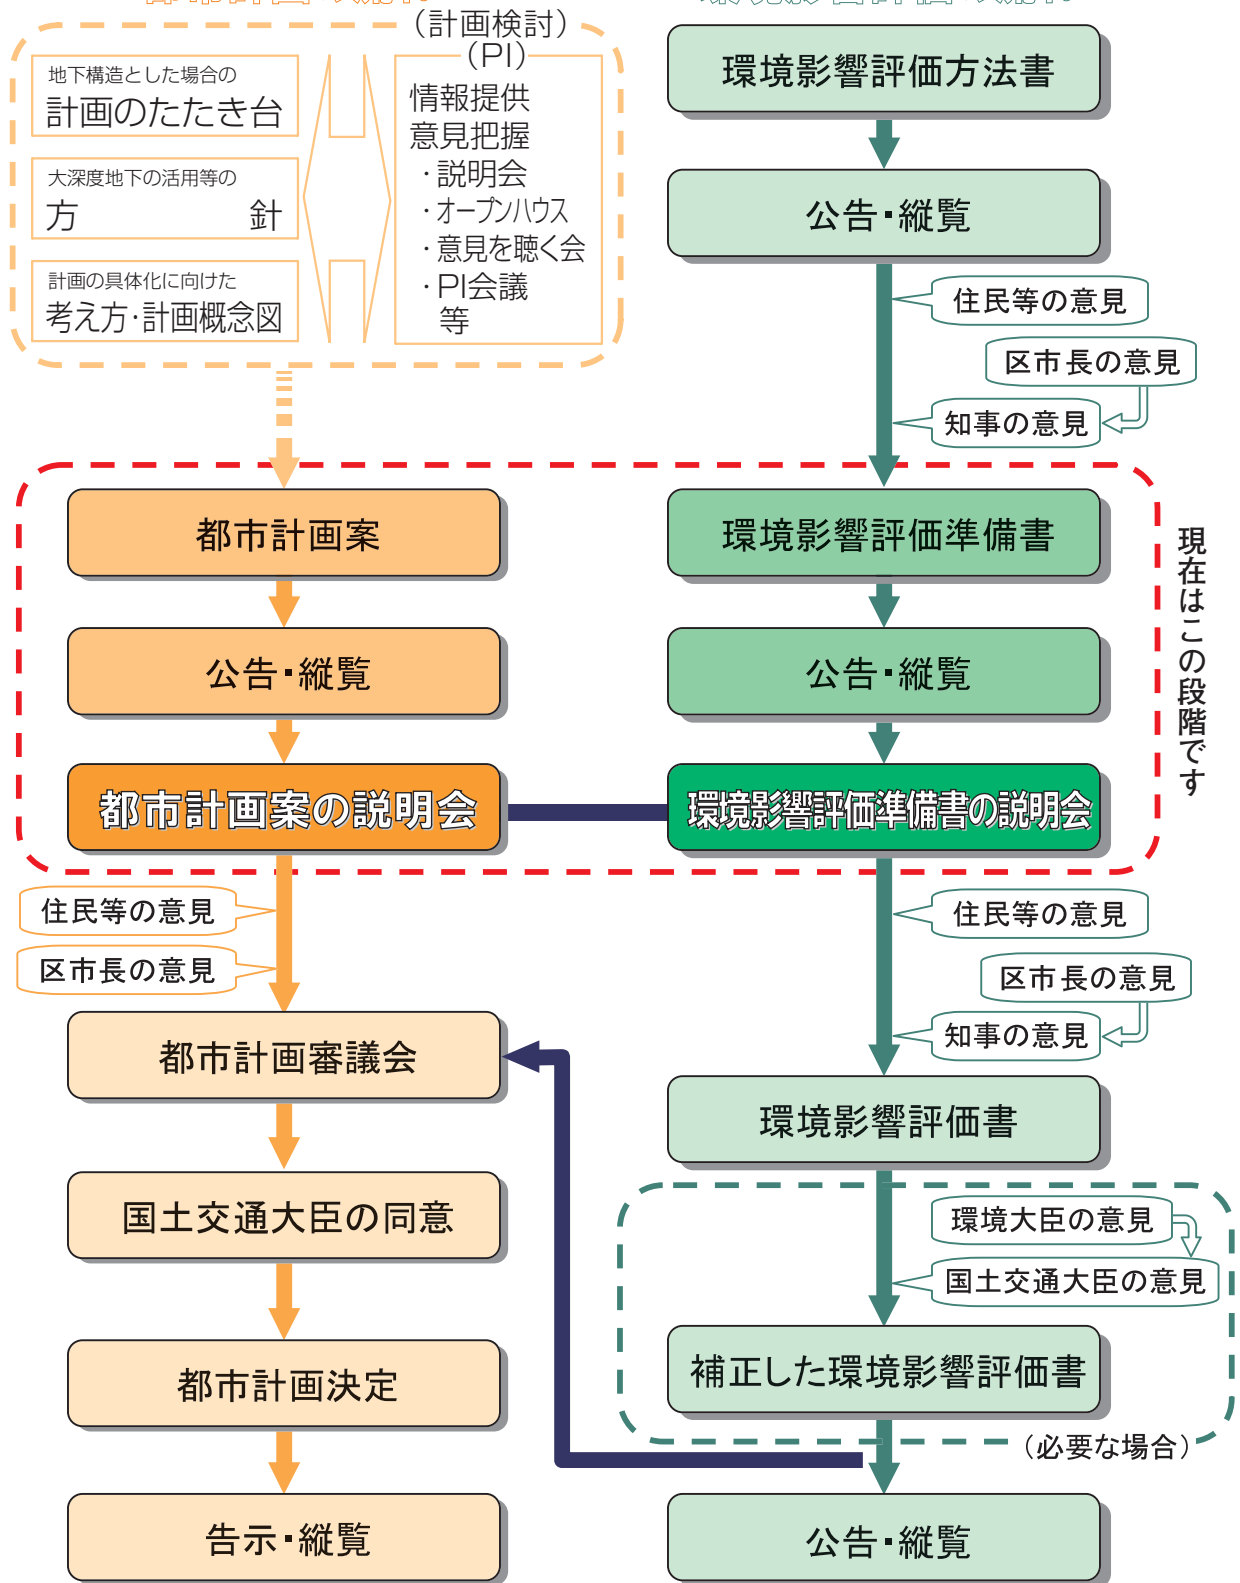 (計画検討)
地下構造とした場合の
計画のたたき台
大深度地下の活用等の
方 針
計画の具体化に向けた
考え方・計画概念図
(PI)
情報提供
意見把握
・説明会
・オープンハウス
・意見を聴く会
・PI会議
等
都市計画案
公告・縦覧
都市計画案の説明会
住民等の意見
区市長の意見
都市計画審議会
国土交通大臣の同意
都市計画決定
告示・縦覧
環境影響評価方法書
公告・縦覧
住民等の意見
区市長の意見
知事の意見
環境影響評価準備書
公告・縦覧
環境影響評価準備書の説明会
現在はこの段階です
住民等の意見
区市長の意見
知事の意見
環境影響評価書
環境大臣の意見
国土交通大臣の意見
補正した環境影響評価書
(必要な場合)
公告・縦覧